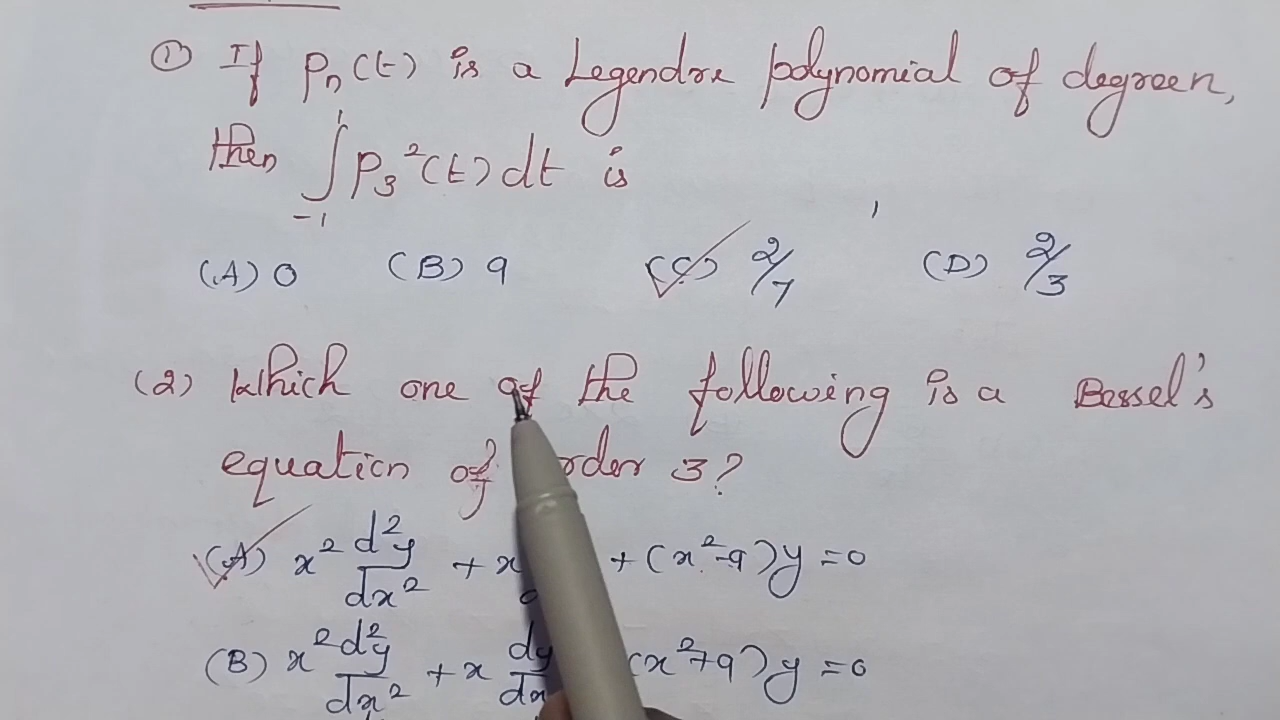 ① If Pn(t) is a Legendre polynomial of degree n,
then ∫₋₁¹ P₃²(t) dt is
(A) 0 (B) 9 (C) 2/7 (D) 2/3
(2) Which one of the following is a Bessel's
equation of order 3?
(A) x² d²y/dx² + x + (x²-9)y = 0
(B) x² d²y/dx² + x dy/dx (x²+9)y = 0